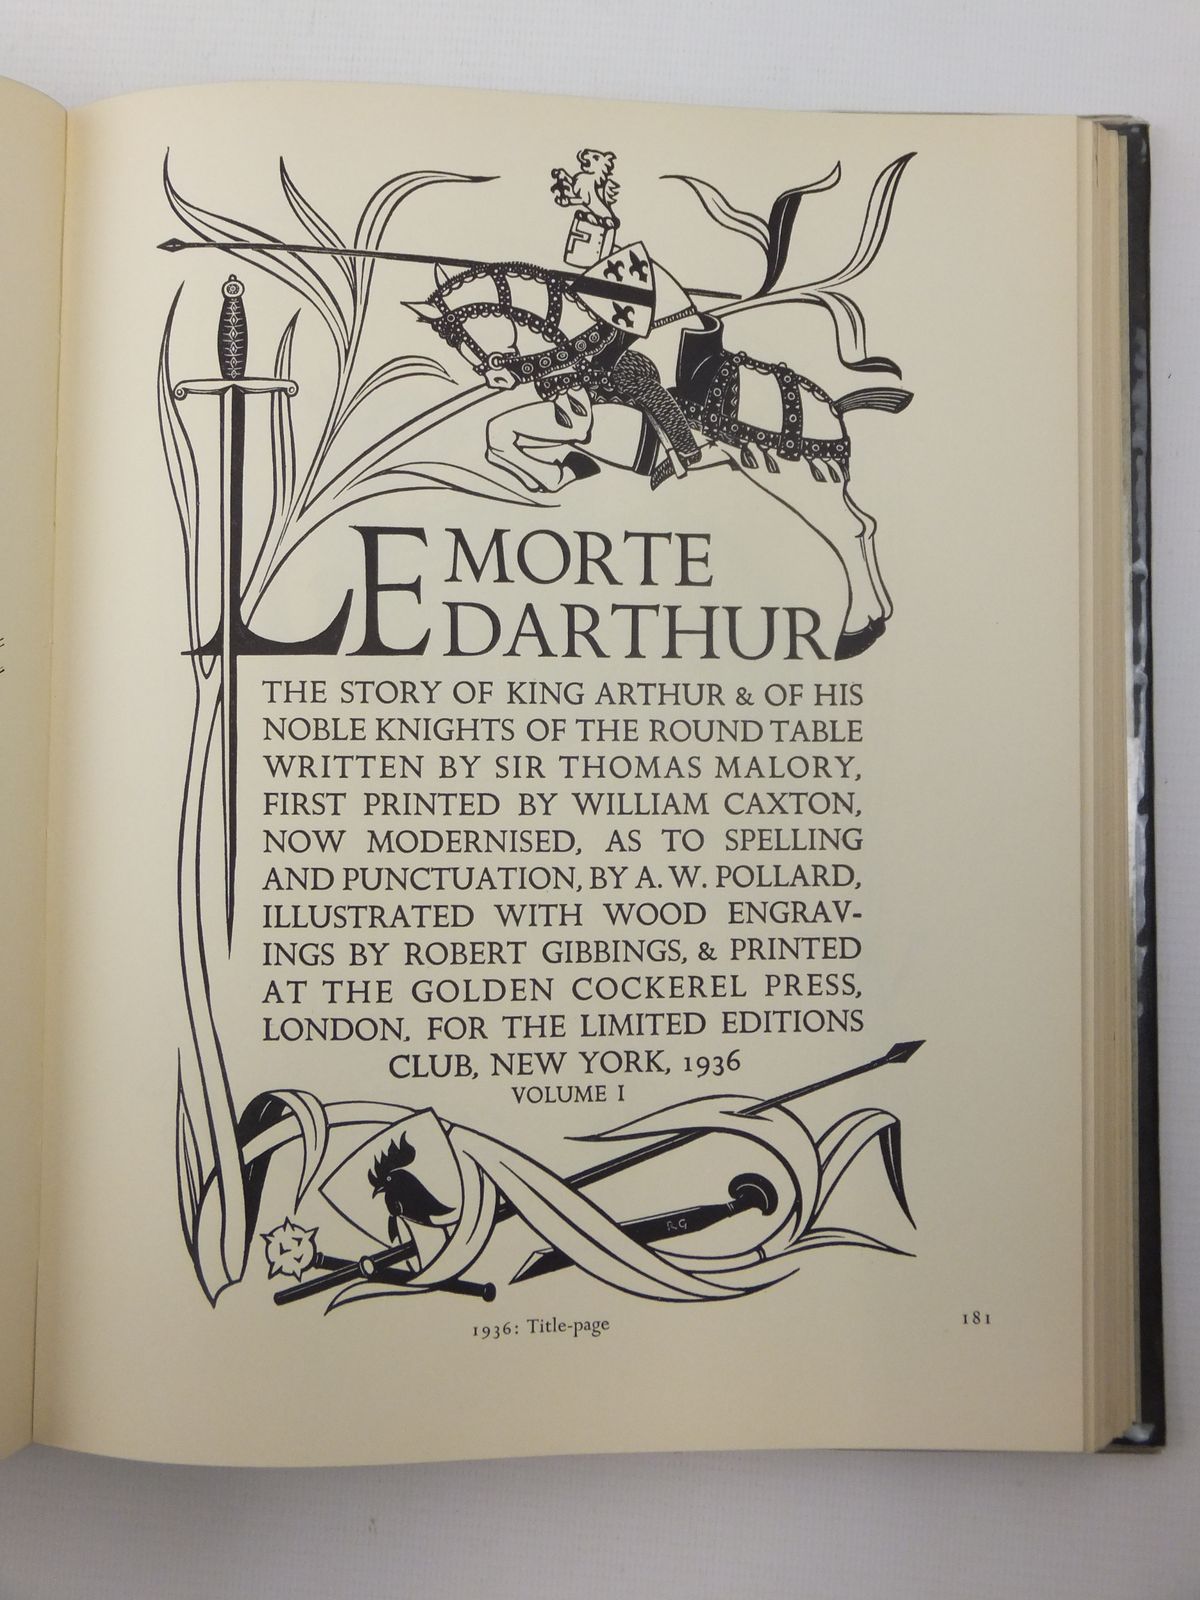 LE MORTE
DARTHUR
THE STORY OF KING ARTHUR & OF HIS
NOBLE KNIGHTS OF THE ROUND TABLE
WRITTEN BY SIR THOMAS MALORY,
FIRST PRINTED BY WILLIAM CAXTON,
NOW MODERNISED, AS TO SPELLING
AND PUNCTUATION, BY A. W. POLLARD,
ILLUSTRATED WITH WOOD ENGRAV-
INGS BY ROBERT GIBBINGS, & PRINTED
AT THE GOLDEN COCKEREL PRESS,
LONDON. FOR THE LIMITED EDITIONS
CLUB, NEW YORK, 1936
VOLUME I
RG
1936: Title-page
181